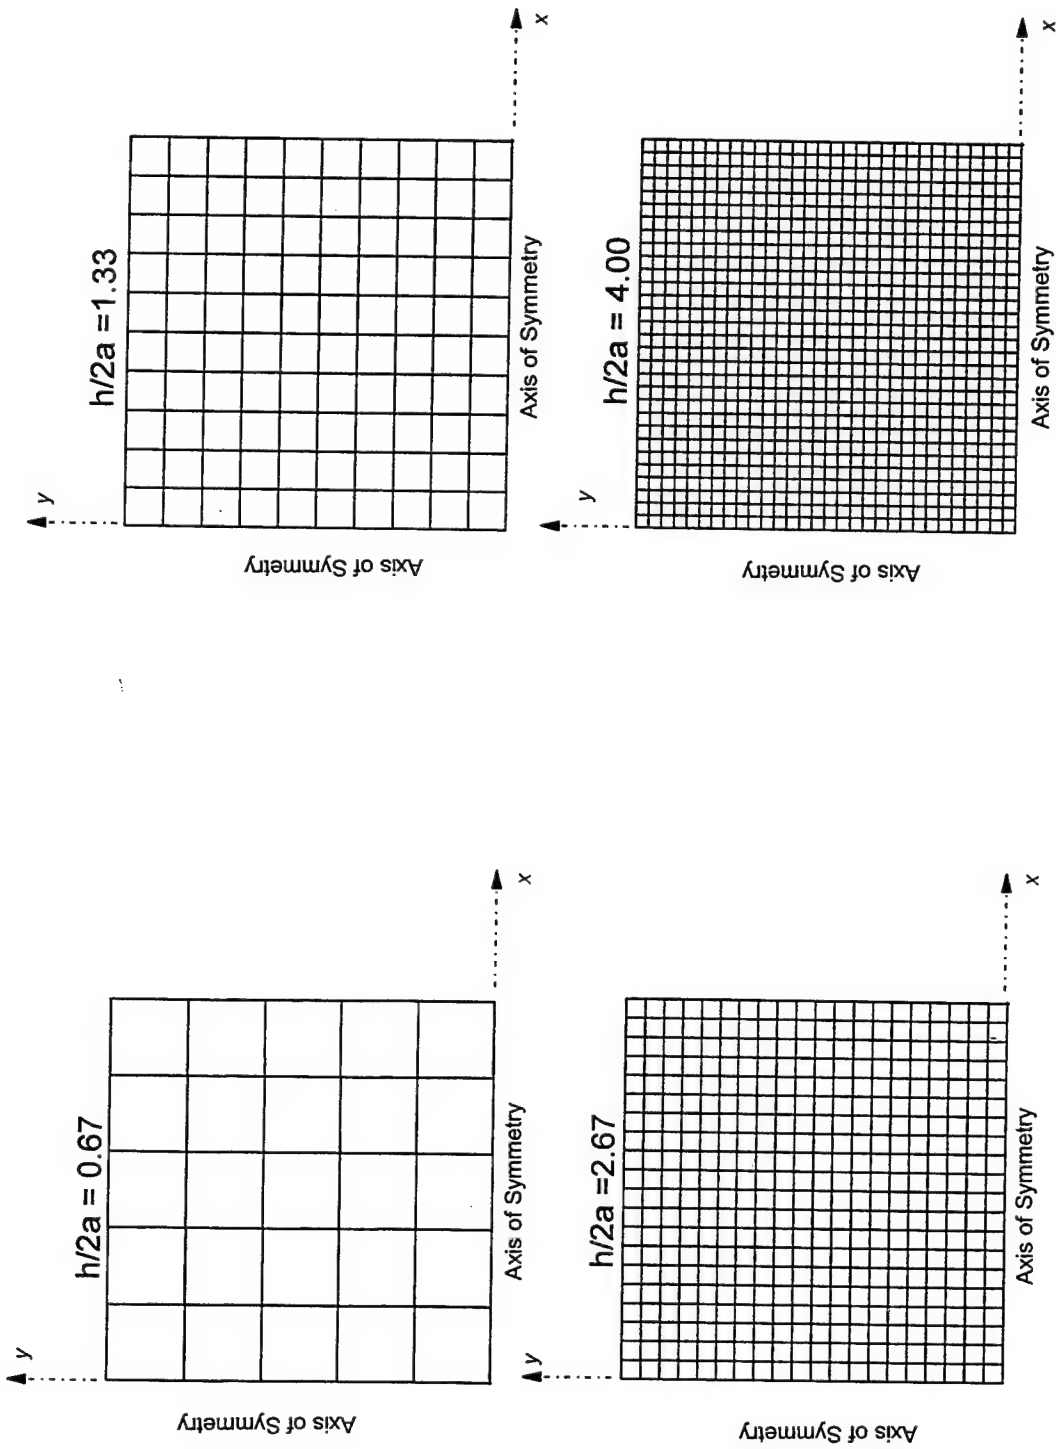 y
h/2a = 0.67
Axis of Symmetry
Axis of Symmetry
x
y
h/2a =1.33
Axis of Symmetry
Axis of Symmetry
x
y
h/2a =2.67
Axis of Symmetry
Axis of Symmetry
x
y
h/2a = 4.00
Axis of Symmetry
Axis of Symmetry
x